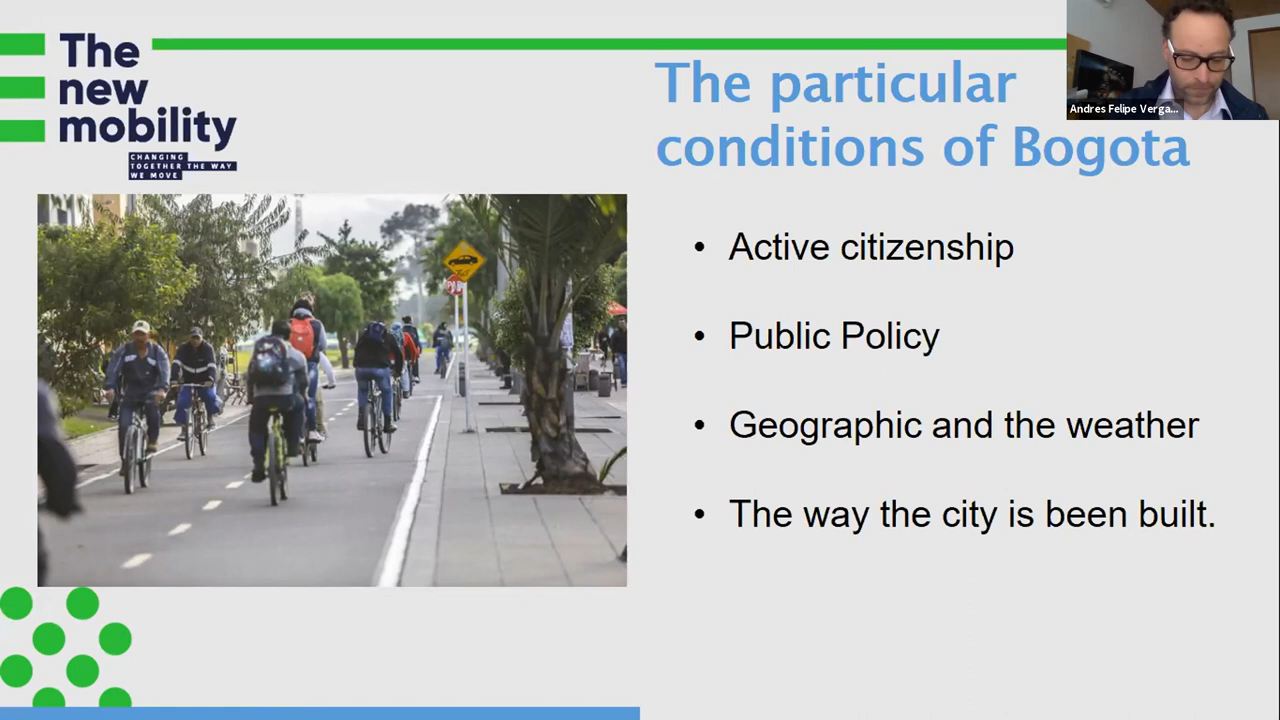 The
new
mobility
CHANGING
TOGETHER THE WAY
WE MOVE
The particular
conditions of Bogota
Andres Felipe Verga...
• Active citizenship
• Public Policy
• Geographic and the weather
• The way the city is been built.